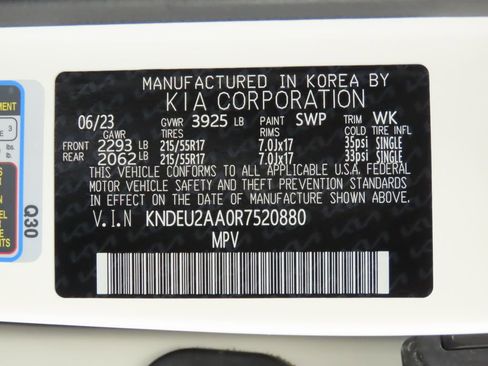 MANUFACTURED IN KOREA BY
KIA CORPORATION
06/23 GVWR 3925 LB PAINT SWP TRIM WK
GAWR TIRES RIMS COLD TIRE INFL
FRONT 2293 LB 215/55R17 7.0Jx17 35psi SINGLE
REAR 2062 LB 215/55R17 7.0Jx17 33psi SINGLE
THIS VEHICLE CONFORMS TO ALL APPLICABLE U.S.A. FEDERAL
MOTOR VEHICLE SAFETY, BUMPER, AND THEFT PREVENTION STANDARDS
IN EFFECT ON THE DATE OF MANUFACTURE SHOWN ABOVE.
V.I.N KNDEU2AA0R7520880
MPV
Q30
3